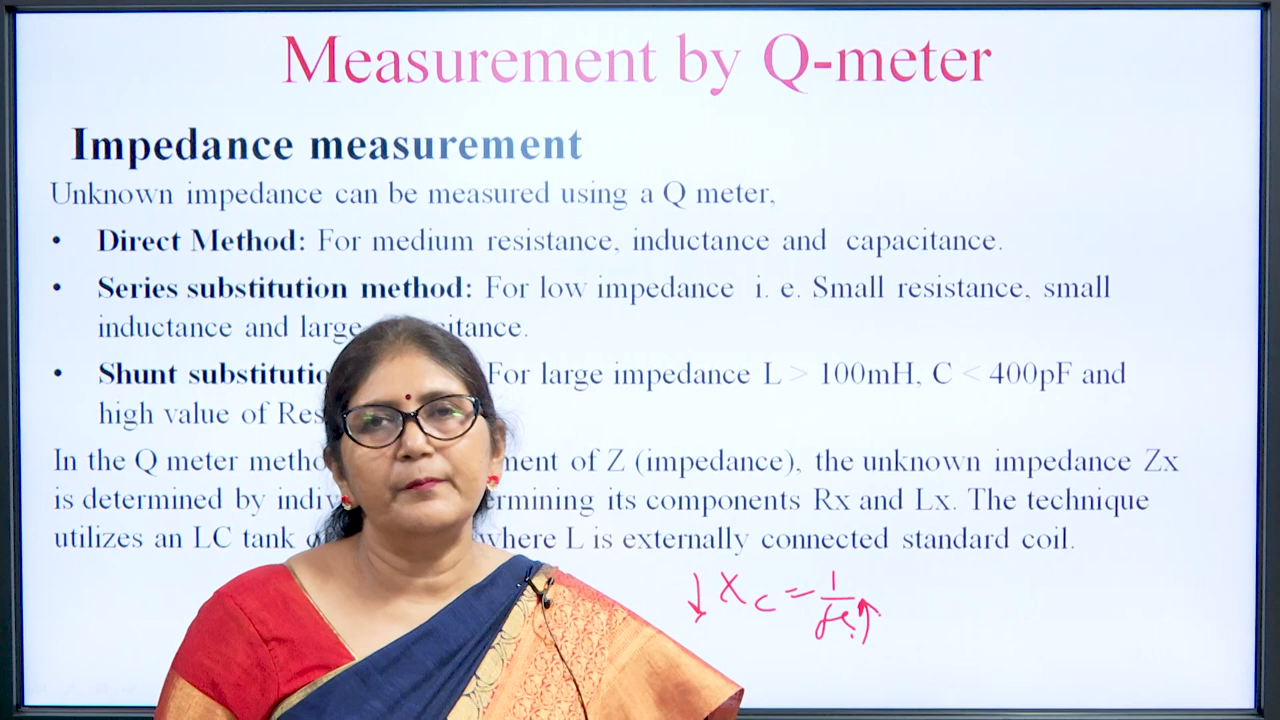 Measurement by Q-meter
Impedance measurement
Unknown impedance can be measured using a Q meter,
• Direct Method: For medium resistance, inductance and capacitance.
• Series substitution method: For low impedance i. e. Small resistance, small
inductance and large citance.
• Shunt substitutio For large impedance L > 100mH, C < 400pF and
high value of Res
In the Q meter metho ment of Z (impedance), the unknown impedance Zx
is determined by indiv ermining its components Rx and Lx. The technique
utilizes an LC tank where L is externally connected standard coil.
↓ X_C = 1/